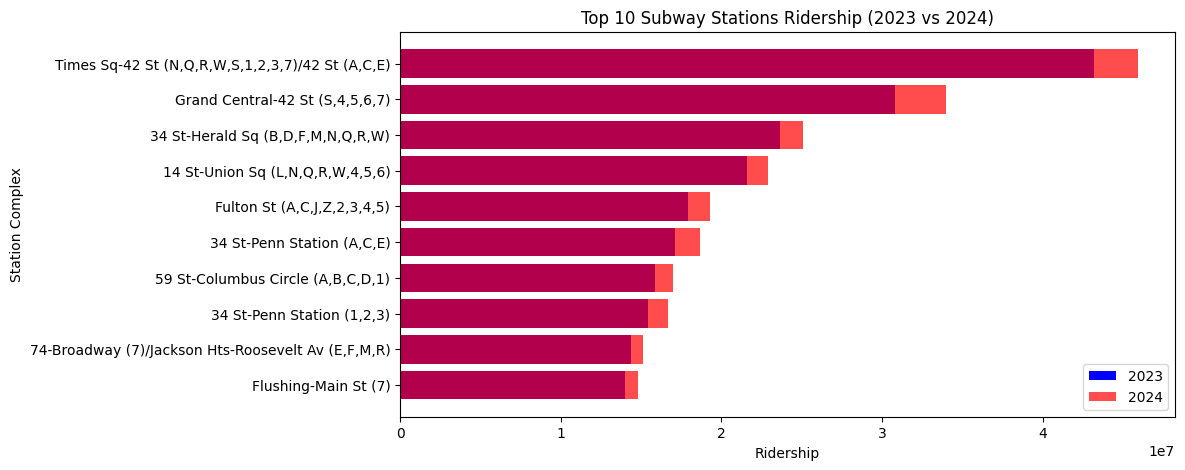 Top 10 Subway Stations Ridership (2023 vs 2024)
Station Complex
Times Sq-42 St (N,Q,R,W,S,1,2,3,7)/42 St (A,C,E)
Grand Central-42 St (S,4,5,6,7)
34 St-Herald Sq (B,D,F,M,N,Q,R,W)
14 St-Union Sq (L,N,Q,R,W,4,5,6)
Fulton St (A,C,J,Z,2,3,4,5)
34 St-Penn Station (A,C,E)
59 St-Columbus Circle (A,B,C,D,1)
34 St-Penn Station (1,2,3)
74-Broadway (7)/Jackson Hts-Roosevelt Av (E,F,M,R)
Flushing-Main St (7)
2023
2024
0 1 2 3 4
1e7
Ridership